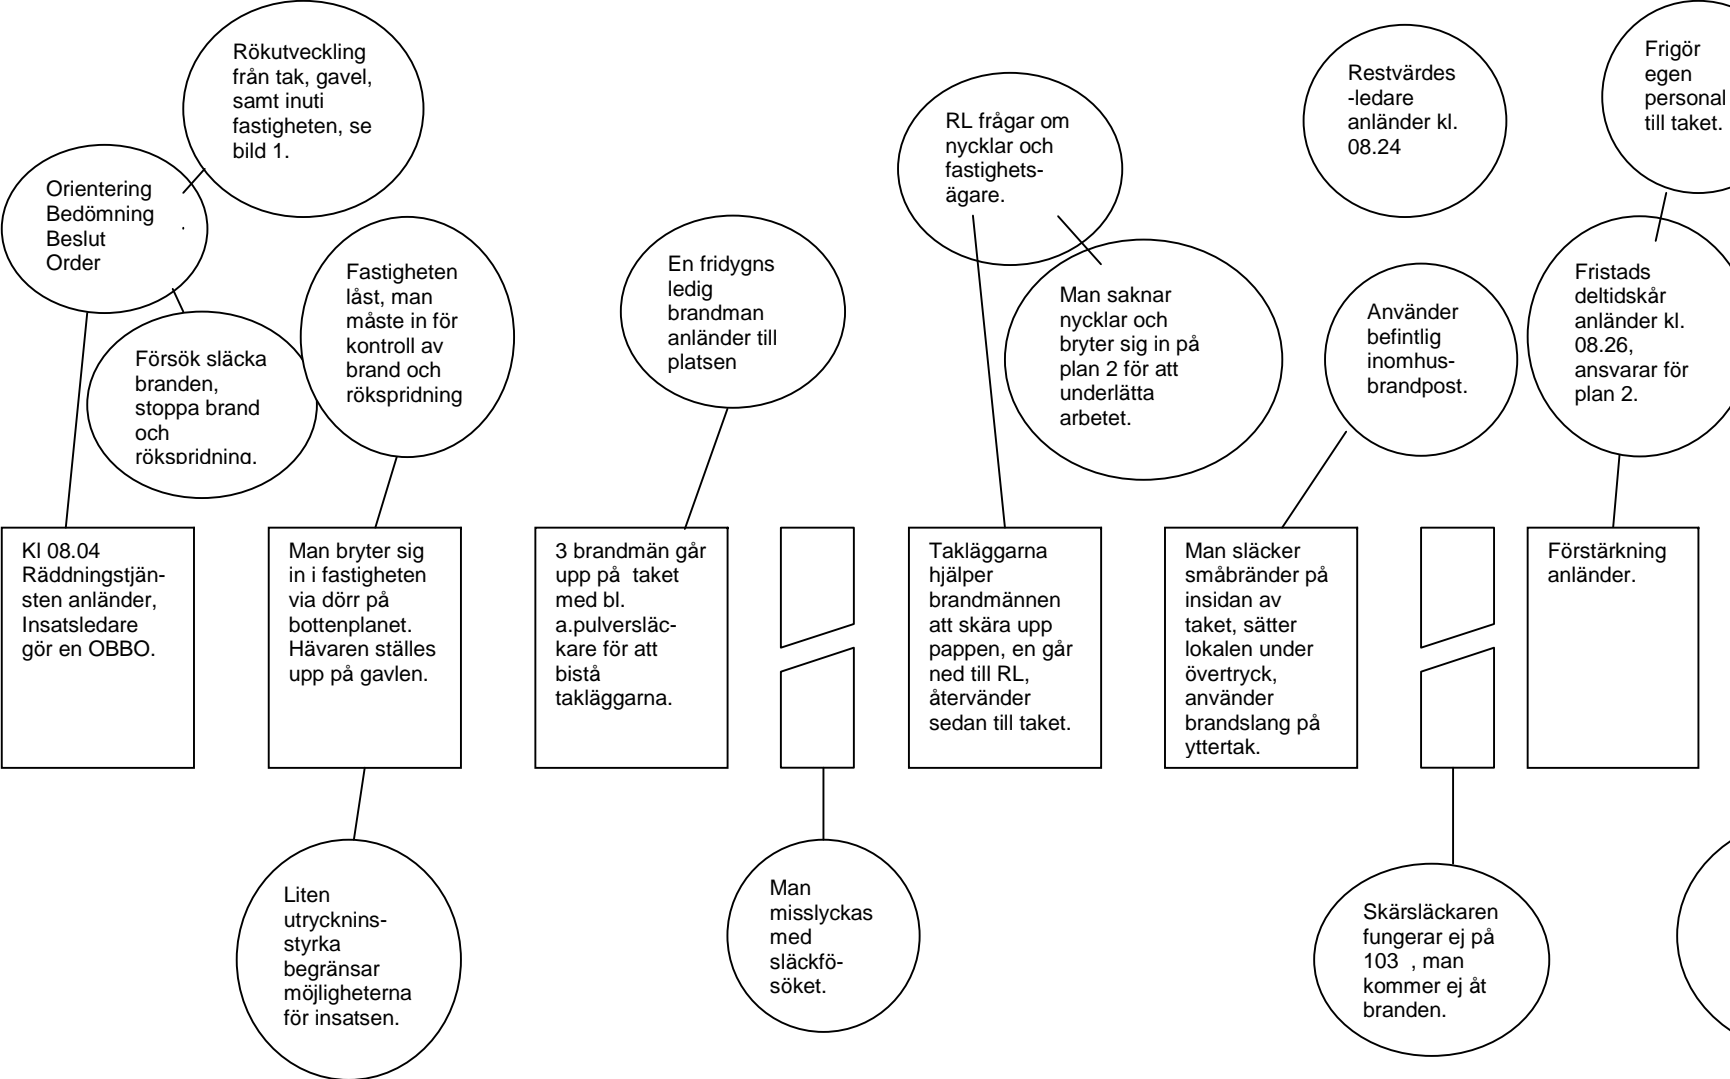 Rökutveckling
från tak, gavel,
samt inuti
fastigheten, se
bild 1.
Orientering
Bedömning
Beslut
Order
Försök släcka
branden,
stoppa brand
och
rökspridning.
Fastigheten
låst, man
måste in för
kontroll av
brand och
rökspridning
En fridygns
ledig
brandman
anländer till
platsen
RL frågar om
nycklar och
fastighets-
ägare.
Man saknar
nycklar och
bryter sig in på
plan 2 för att
underlätta
arbetet.
Restvärdes
-ledare
anländer kl.
08.24
Använder
befintlig
inomhus-
brandpost.
Frigör
egen
personal
till taket.
Fristads
deltidskår
anländer kl.
08.26,
ansvarar för
plan 2.
Kl 08.04
Räddningstjän-
sten anländer,
Insatsledare
gör en OBBO.
Man bryter sig
in i fastigheten
via dörr på
bottenplanet.
Hävaren ställes
upp på gavlen.
3 brandmän går
upp på  taket
med bl.
a.pulversläc-
kare för att
bistå
takläggarna.
Takläggarna
hjälper
brandmännen
att skära upp
pappen, en går
ned till RL,
återvänder
sedan till taket.
Man släcker
småbränder på
insidan av
taket, sätter
lokalen under
övertryck,
använder
brandslang på
yttertak.
Förstärkning
anländer.
Liten
utrycknins-
styrka
begränsar
möjligheterna
för insatsen.
Man
misslyckas
med
släckfö-
söket.
Skärsläckaren
fungerar ej på
103  , man
kommer ej åt
branden.